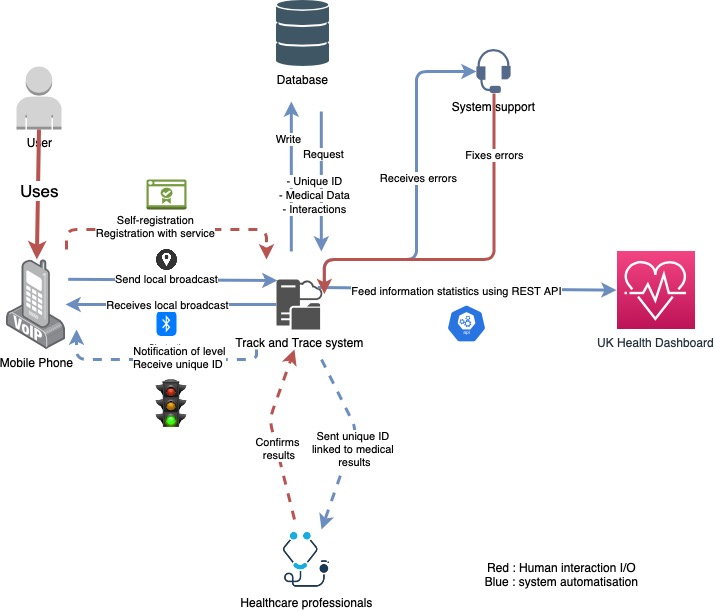 Database
System support
User
Write
Request
Fixes errors
Uses
- Unique ID
- Medical Data
- Interactions
Receives errors
Self-registration
Registration with service
Send local broadcast
Feed information statistics using REST API
Receives local broadcast
VoIP
api
Track and Trace system
UK Health Dashboard
Mobile Phone
Notification of level
Receive unique ID
Confirms
results
Sent unique ID
linked to medical
results
Red : Human interaction I/O
Blue : system automatisation
Healthcare professionals